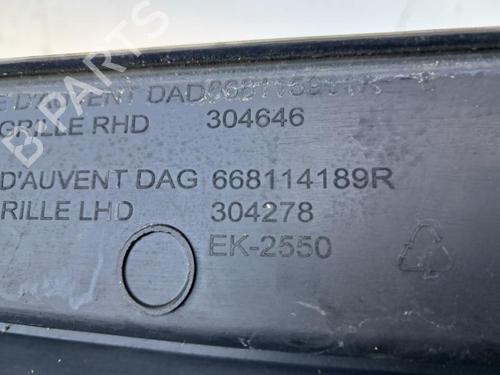 D'AUVENT DAD
GRILLE RHD 304646
D'AUVENT DAG 668114189R
RILLE LHD 304278
EK-2550
B-PARTS